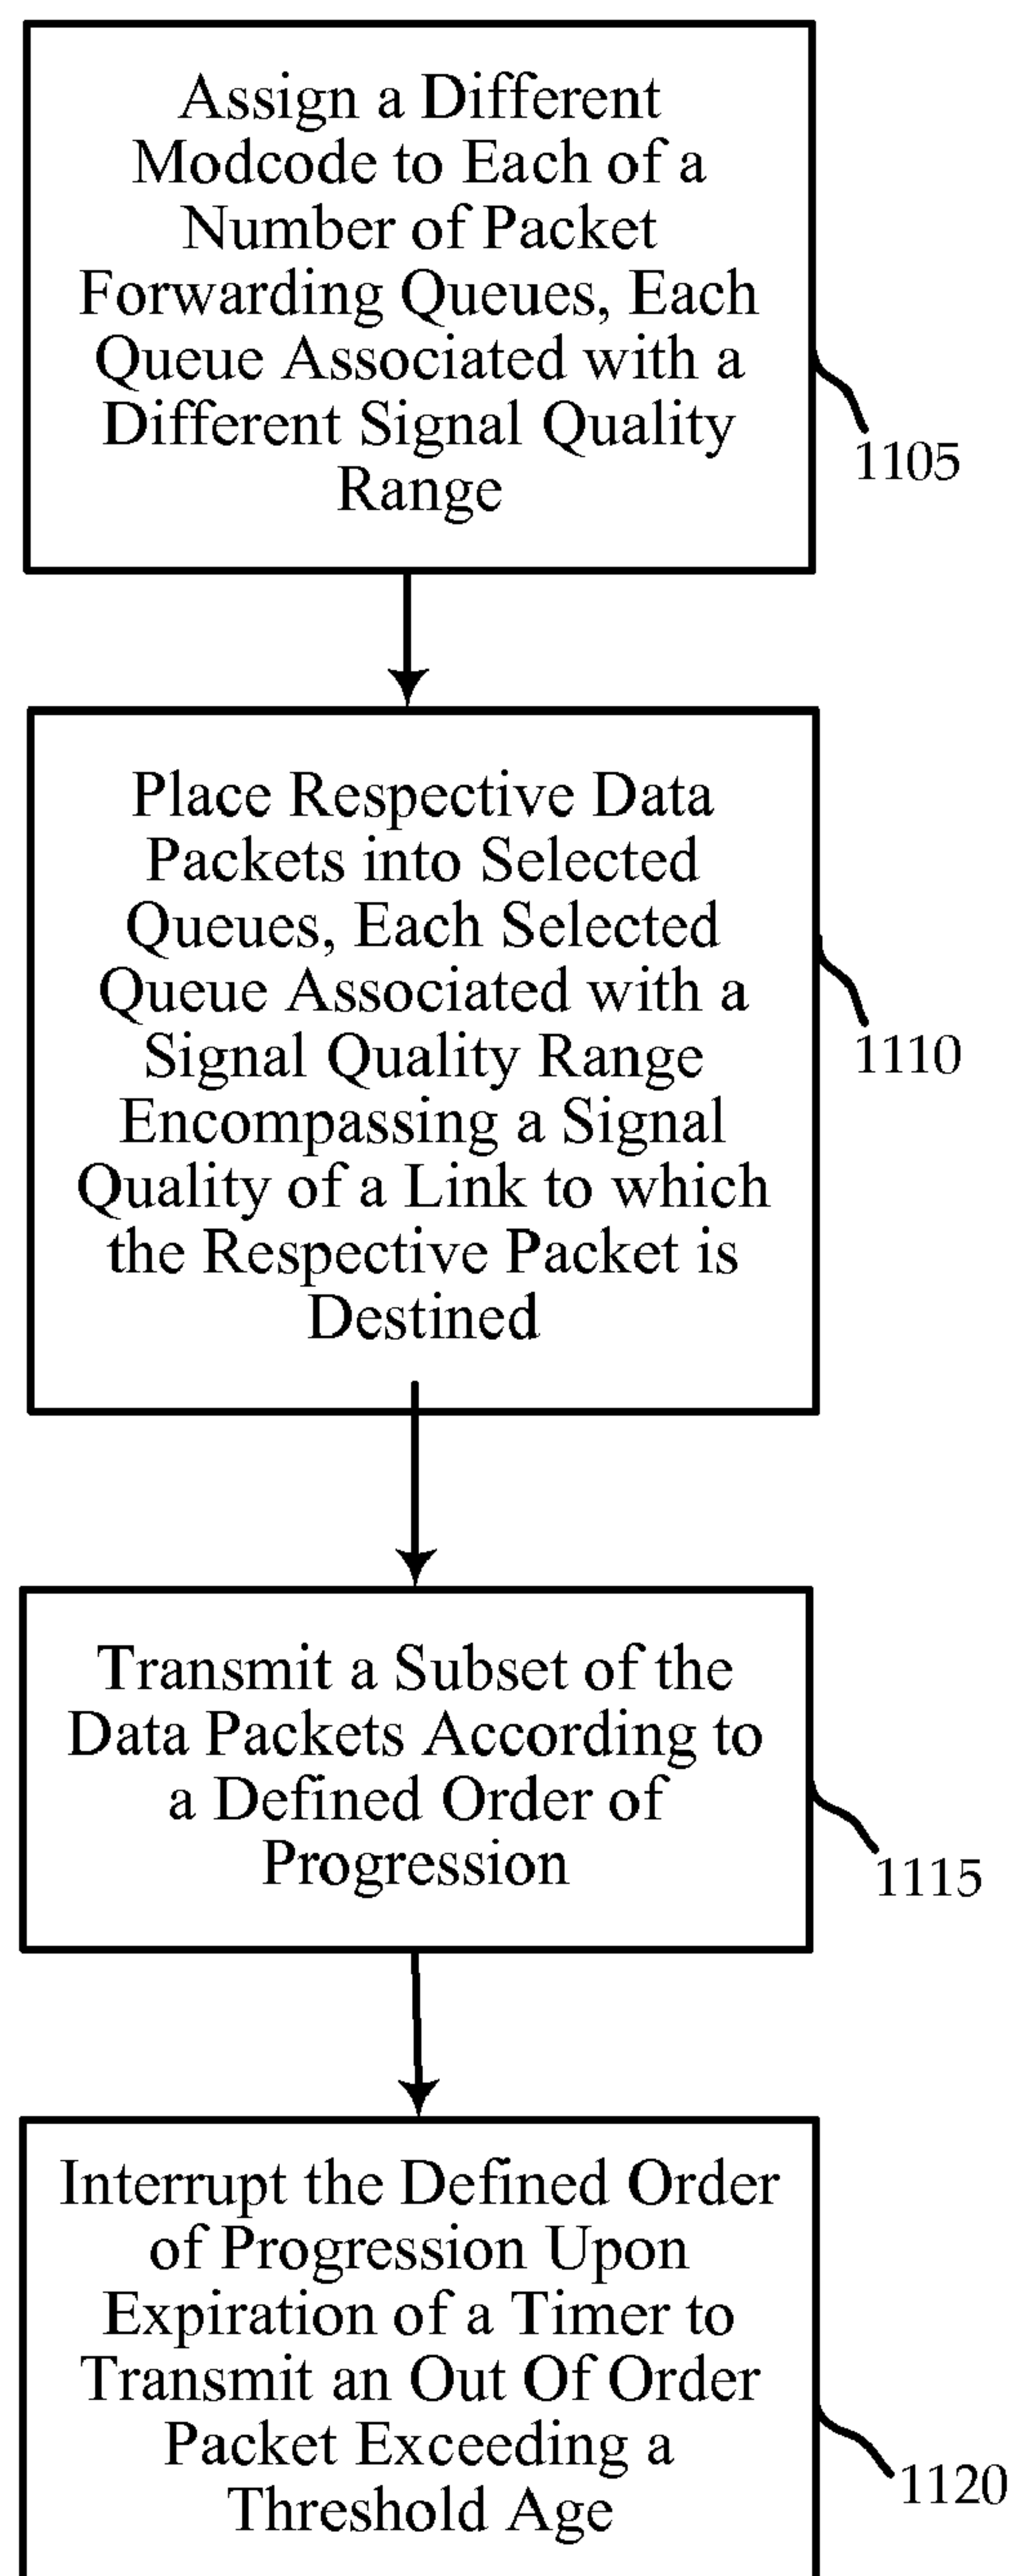 Assign a Different
Modcode to Each of a
Number of Packet
Forwarding Queues, Each
Queue Associated with a
Different Signal Quality
Range
1105
Place Respective Data
Packets into Selected
Queues, Each Selected
Queue Associated with a
Signal Quality Range
Encompassing a Signal
Quality of a Link to which
the Respective Packet is
Destined
1110
Transmit a Subset of the
Data Packets According to
a Defined Order of
Progression
1115
Interrupt the Defined Order
of Progression Upon
Expiration of a Timer to
Transmit an Out Of Order
Packet Exceeding a
Threshold Age
1120